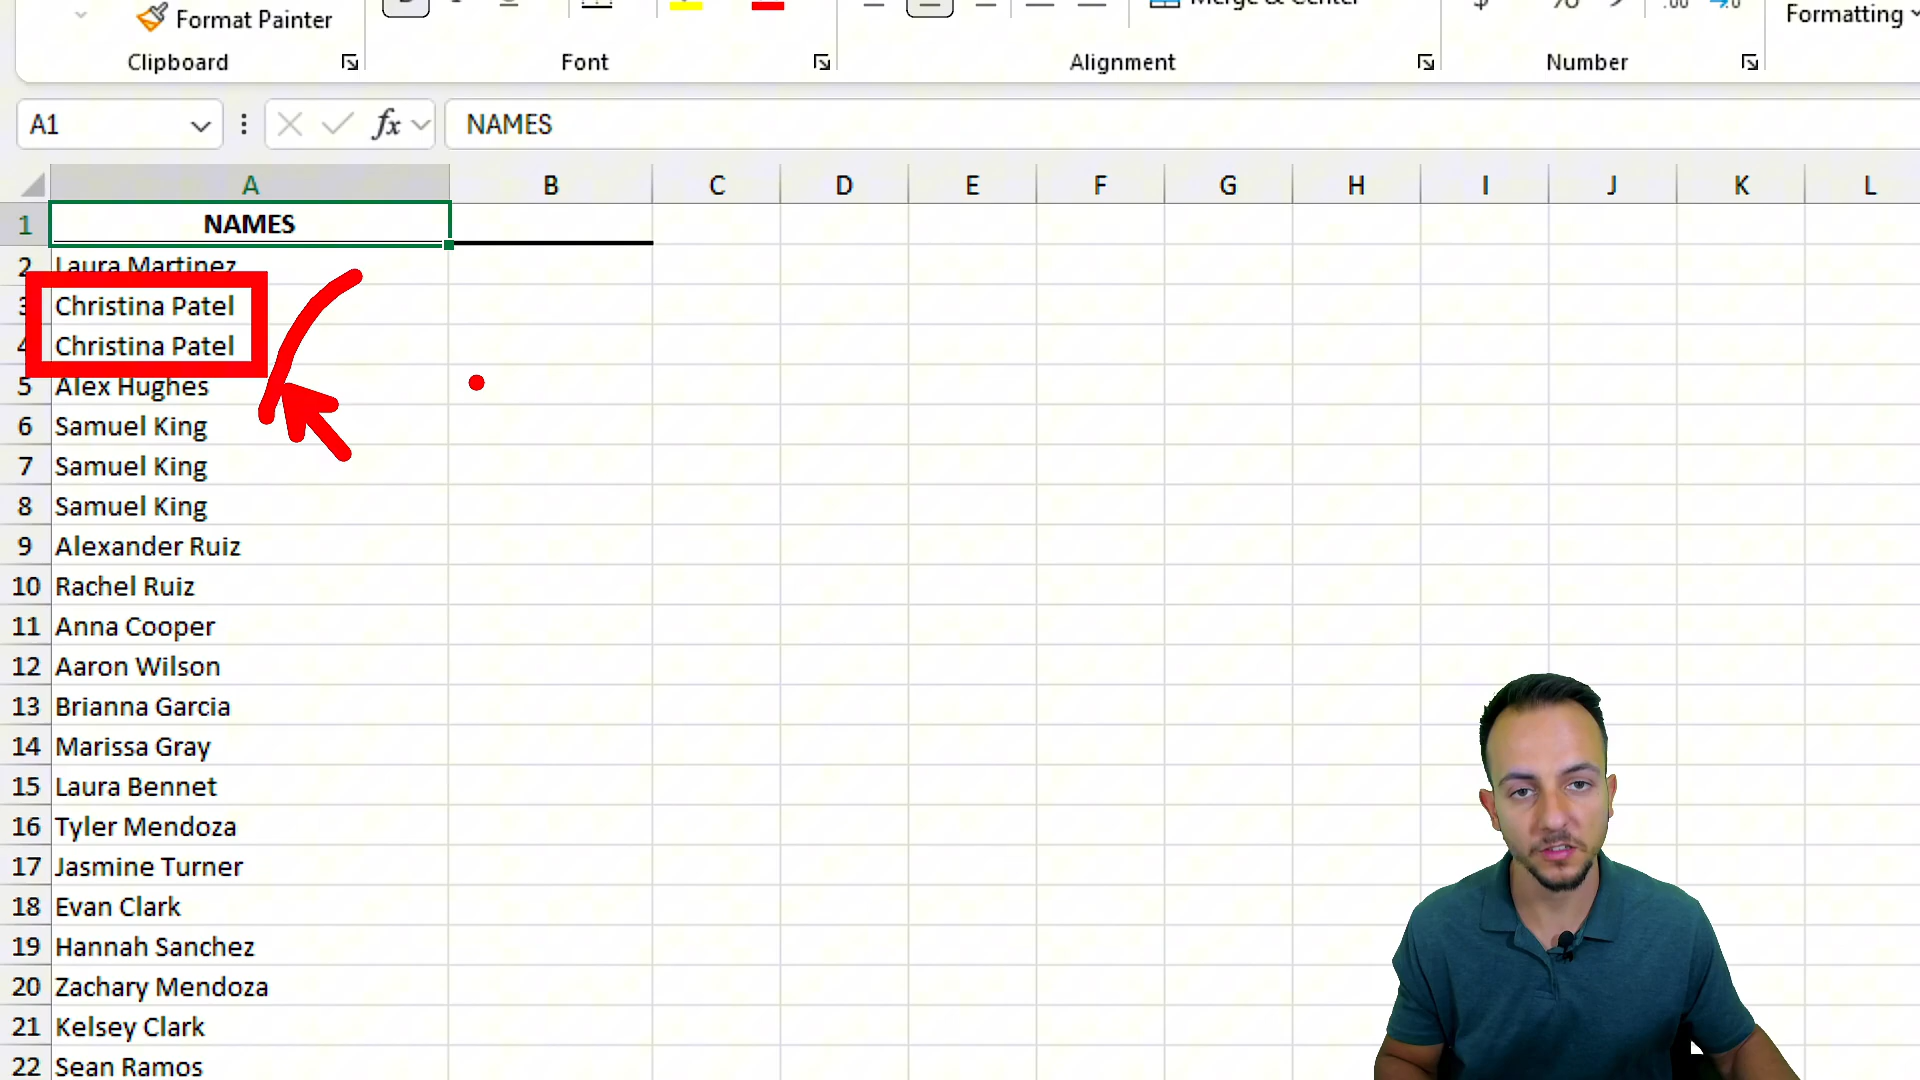 Format Painter
Merge & Center
$ % .00 .0
Formatting
Clipboard Font Alignment Number
A1 fx NAMES
A B C D E F G H I J K L
1 NAMES
2 Laura Martinez
3 Christina Patel
4 Christina Patel
5 Alex Hughes
6 Samuel King
7 Samuel King
8 Samuel King
9 Alexander Ruiz
10 Rachel Ruiz
11 Anna Cooper
12 Aaron Wilson
13 Brianna Garcia
14 Marissa Gray
15 Laura Bennet
16 Tyler Mendoza
17 Jasmine Turner
18 Evan Clark
19 Hannah Sanchez
20 Zachary Mendoza
21 Kelsey Clark
22 Sean Ramos